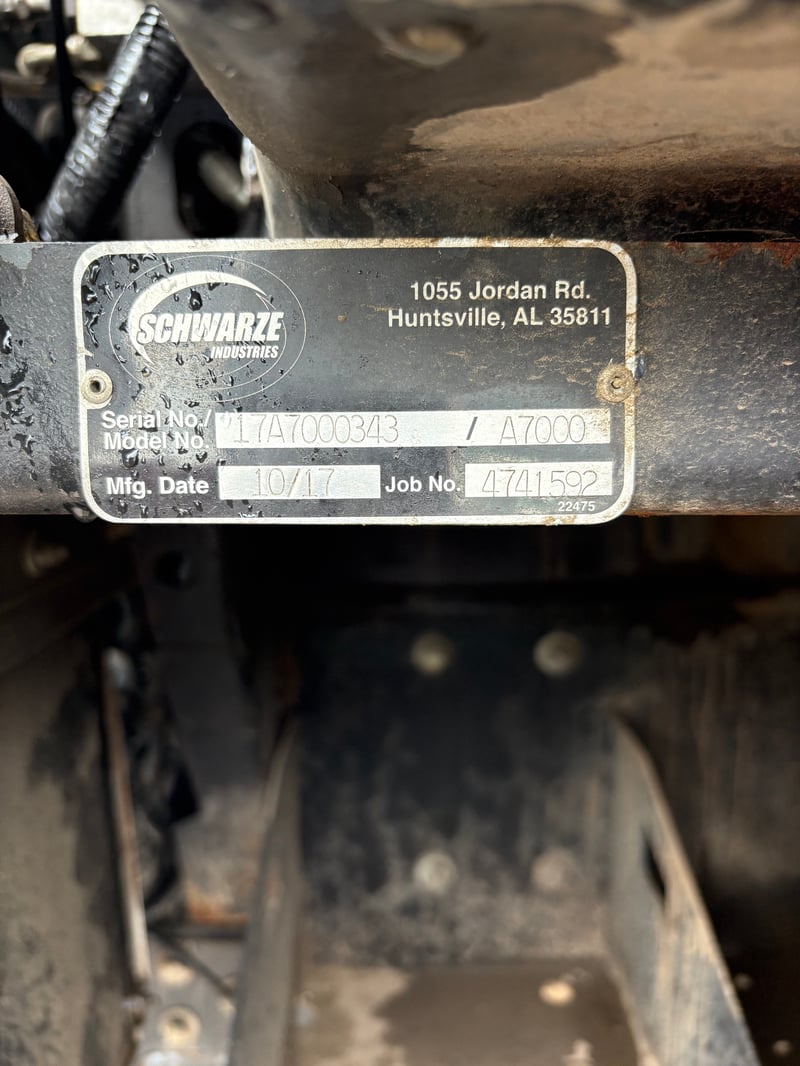 SCHWARZE
INDUSTRIES
1055 Jordan Rd.
Huntsville, AL 35811
Serial No./
Model No.
17A7000343 / A7000
Mfg. Date 10/17 Job No. 4741592
22475